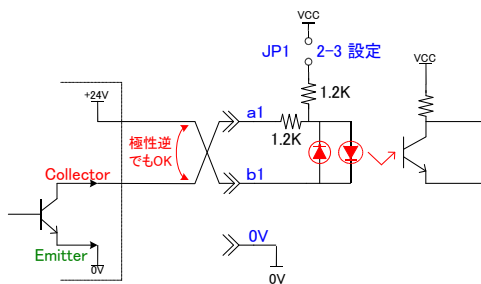 VCC
JP1 2-3 設定
1.2K
VCC
+24V
a1
1.2K
極性逆
でもOK
b1
Collector
Emitter
0V
0V
0V